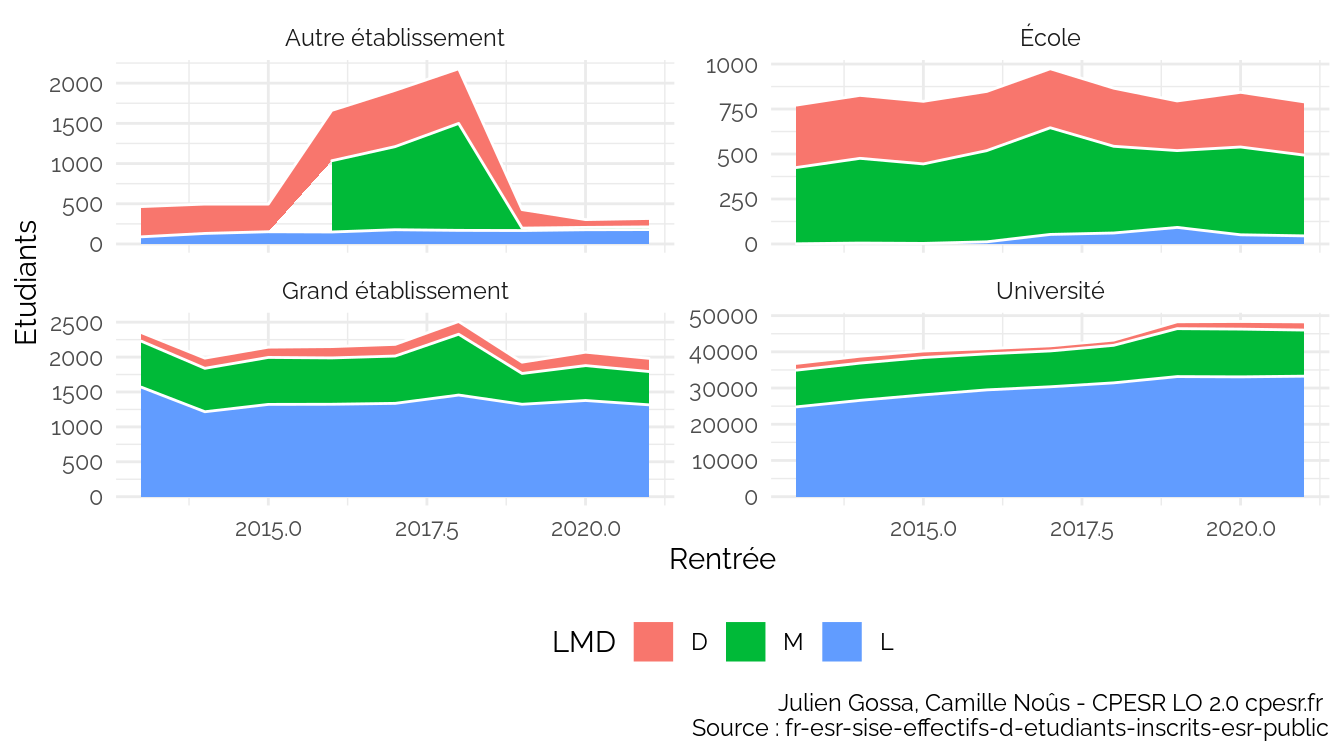 Autre établissement
École
2000
1500
1000
500
0
1000
750
500
250
0
Etudiants
Grand établissement
Université
2500
2000
1500
1000
500
0
50000
40000
30000
20000
10000
0
2015.0 2017.5 2020.0
2015.0 2017.5 2020.0
Rentrée
LMD D M L
Julien Gossa, Camille Noûs - CPESR LO 2.0 cpesr.fr
Source : fr-esr-sise-effectifs-d-etudiants-inscrits-esr-public